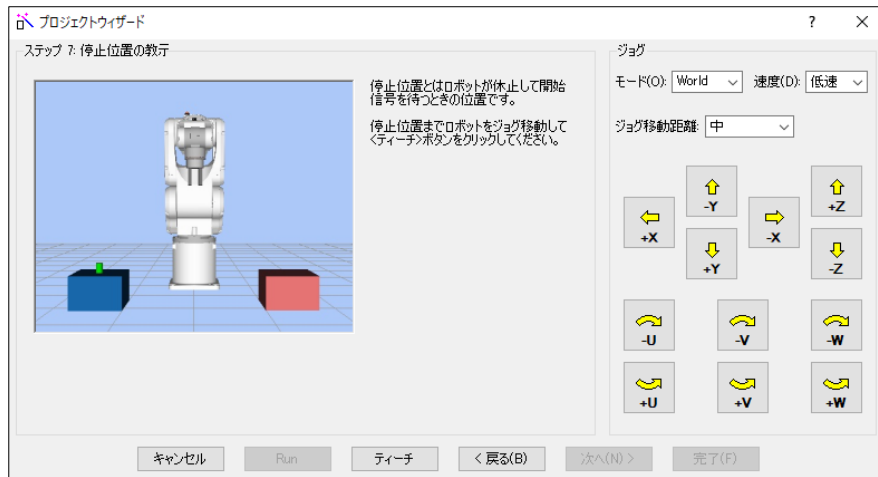 プロジェクトウィザード
? ×
ステップ 7: 停止位置の教示
停止位置とはロボットが休止して開始
信号を待つときの位置です。
停止位置までロボットをジョグ移動して
<ティーチ>ボタンをクリックしてください。
ジョグ
モード(O): World 速度(D): 低速
ジョグ移動距離: 中
-Y
+Z
+X
-X
+Y
-Z
-U
-V
-W
+U
+V
+W
キャンセル
Run
ティーチ
< 戻る(B)
次へ(N) >
完了(F)